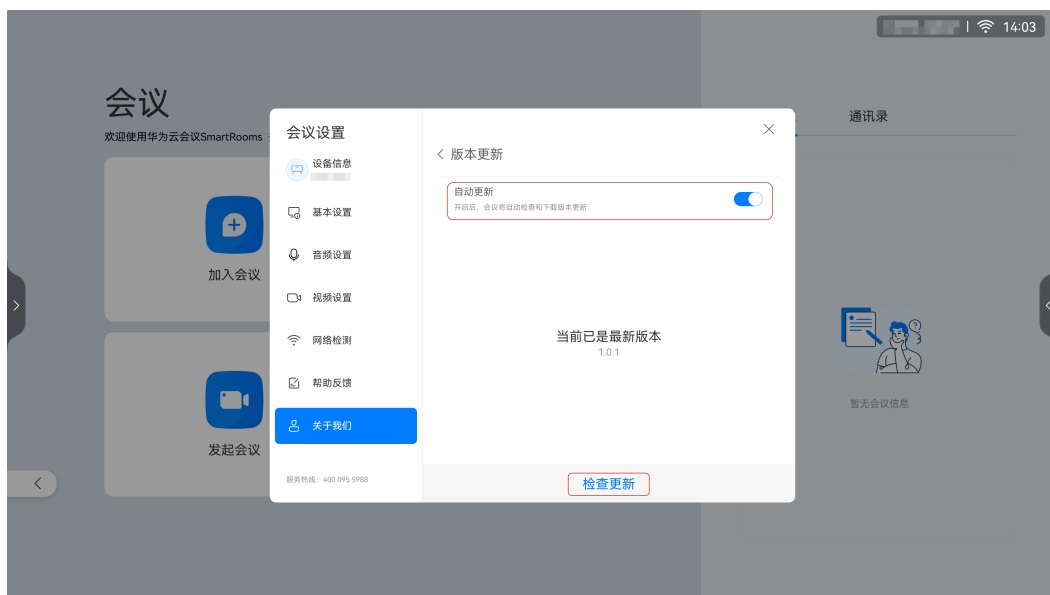 14:03
会议
欢迎使用华为云会议SmartRooms
加入会议
发起会议
会议设置
设备信息
基本设置
音频设置
视频设置
网络检测
帮助反馈
关于我们
服务热线：400 095 5988
版本更新
自动更新
开启后，会议将自动检查和下载版本更新
当前已是最新版本
1.0.1
检查更新
通讯录
暂无会议信息